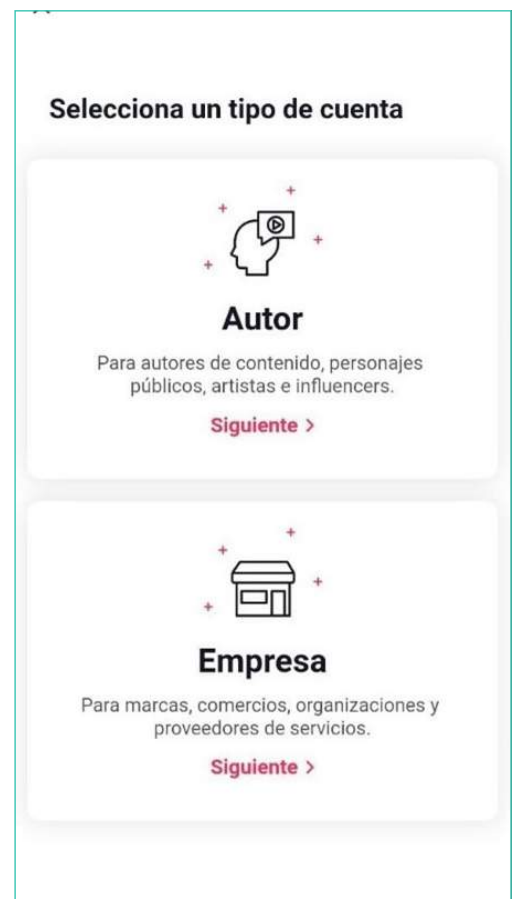 Selecciona un tipo de cuenta
Autor
Para autores de contenido, personajes
públicos, artistas e influencers.
Siguiente >
Empresa
Para marcas, comercios, organizaciones y
proveedores de servicios.
Siguiente >